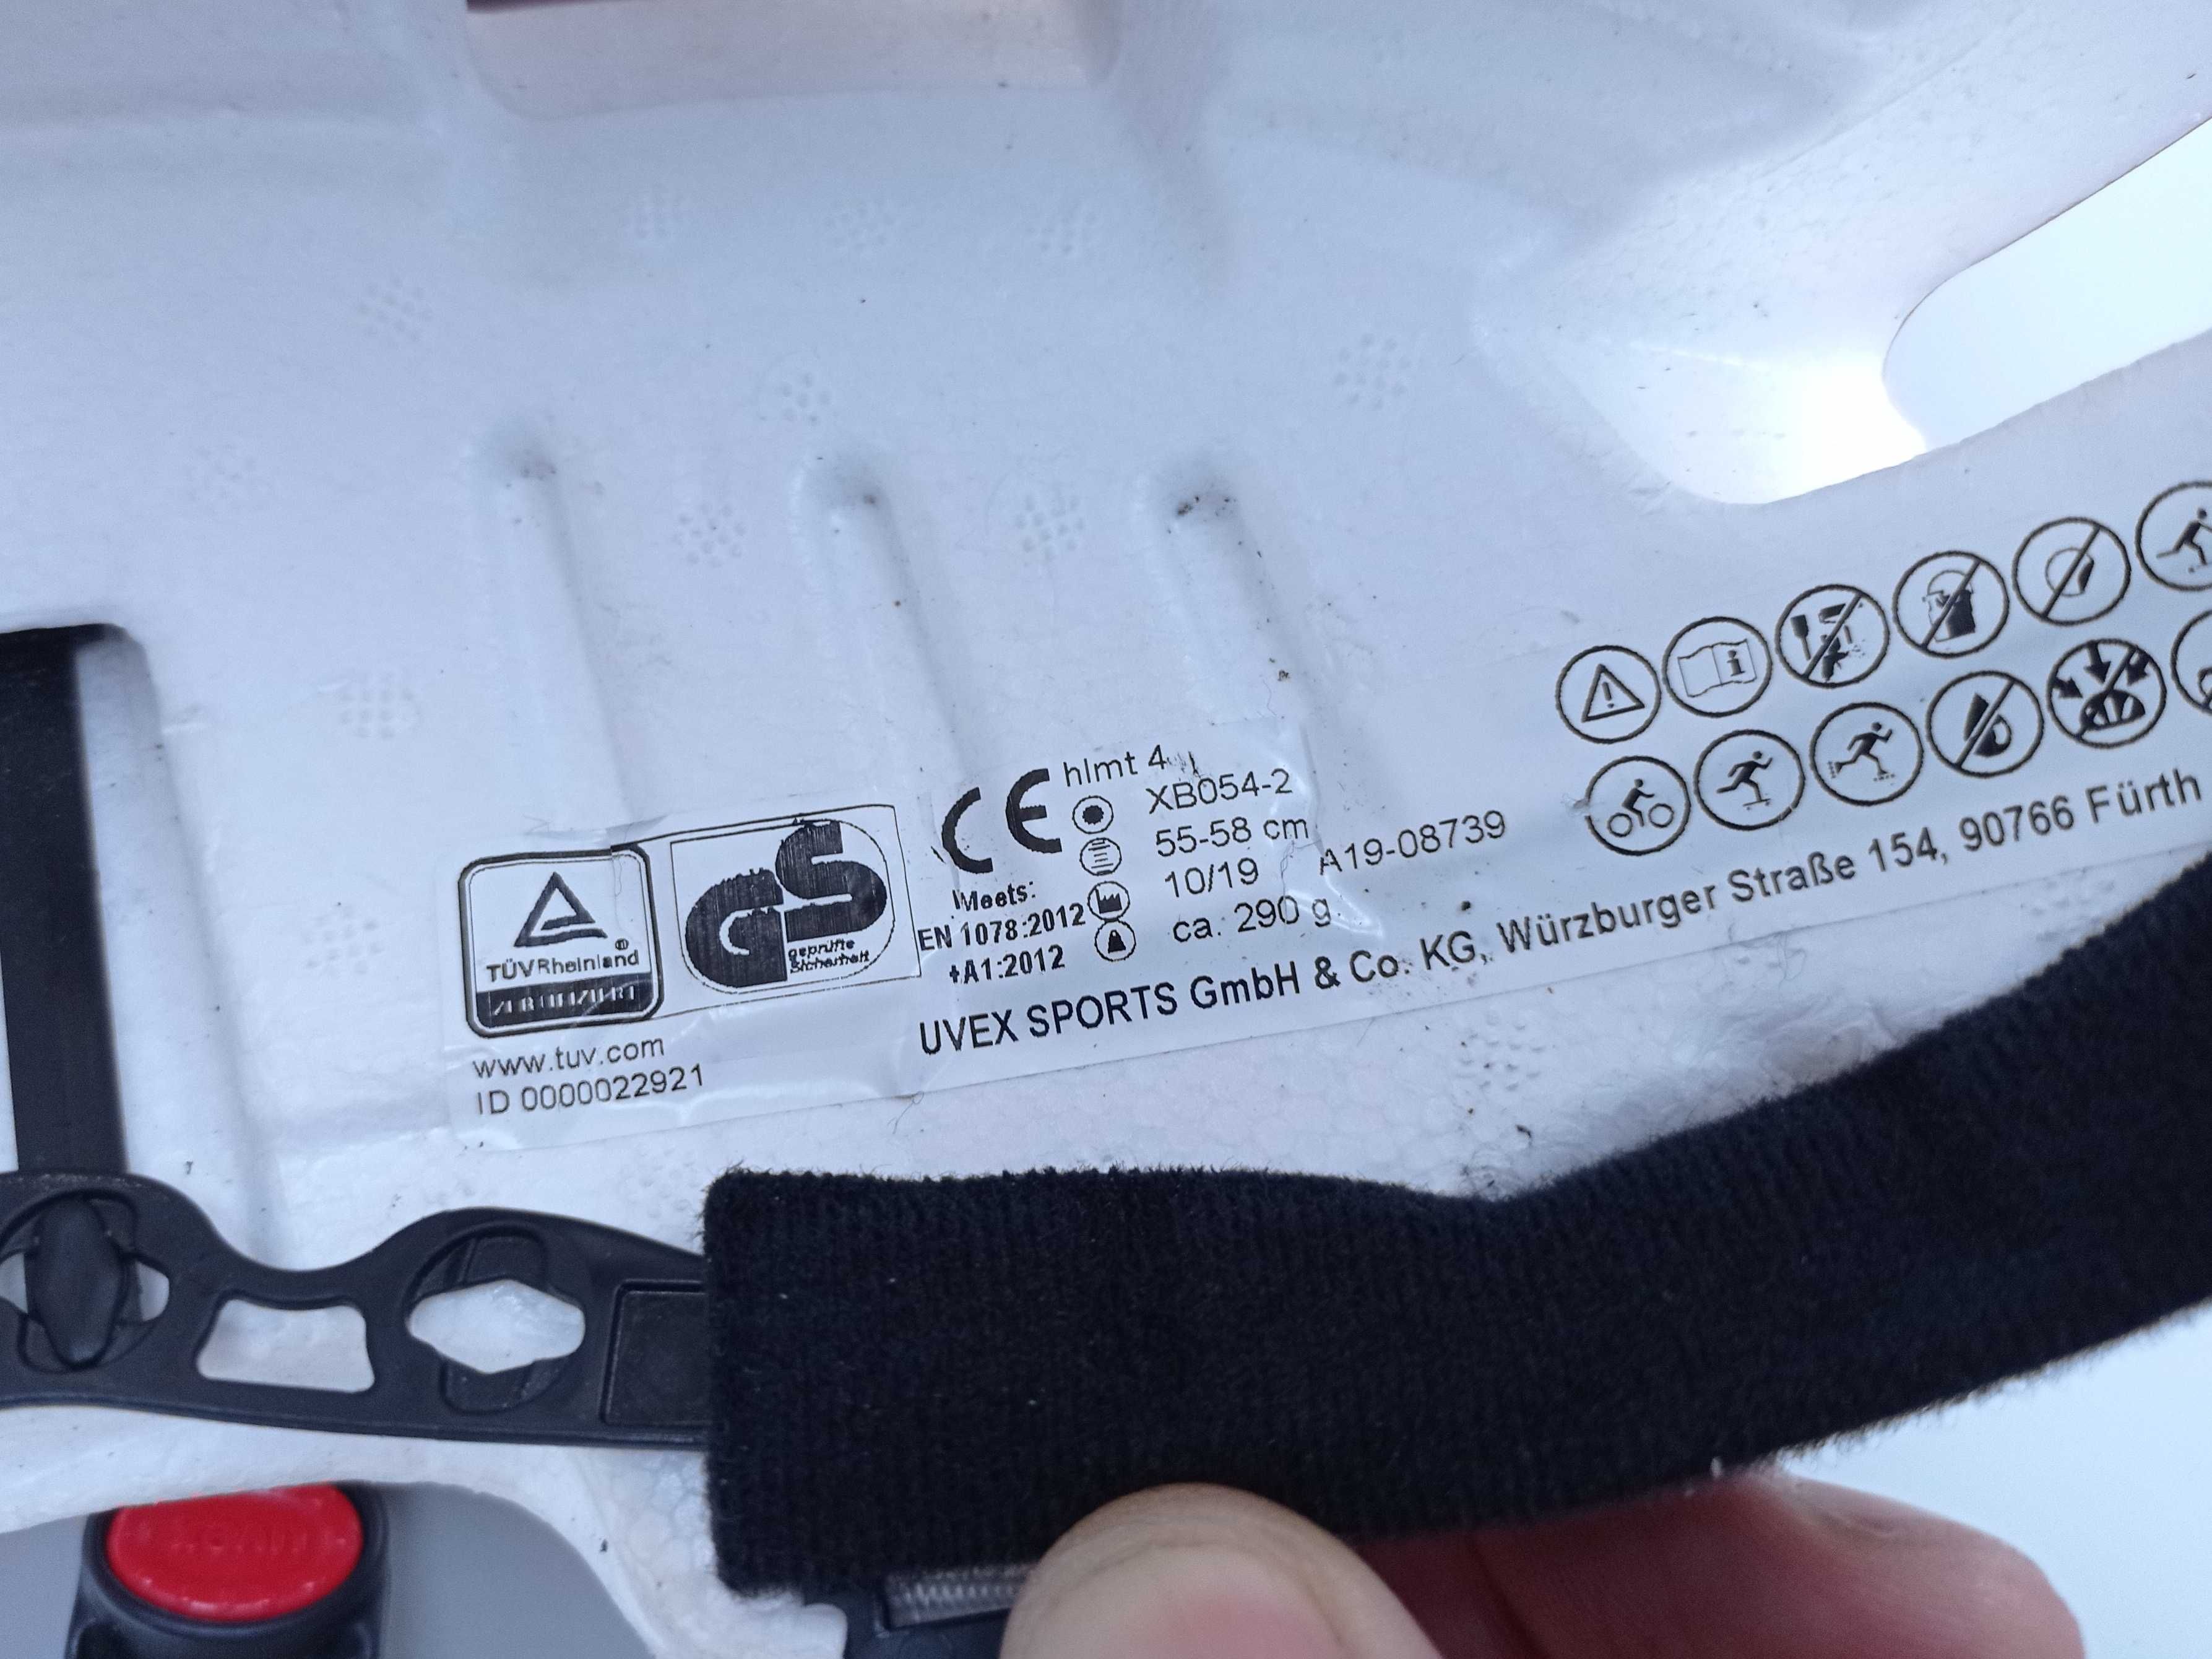 hlmt 4
CE
XB054-2
55-58 cm
10/19
A19-08739
ca. 290 g
Meets:
EN 1078:2012
+A1:2012
TÜVRheinland ®
ZERTIFIZIERT
GS
geprüfte
Sicherheit
UVEX SPORTS GmbH & Co. KG, Würzburger Straße 154, 90766 Fürth
www.tuv.com
ID 0000022921